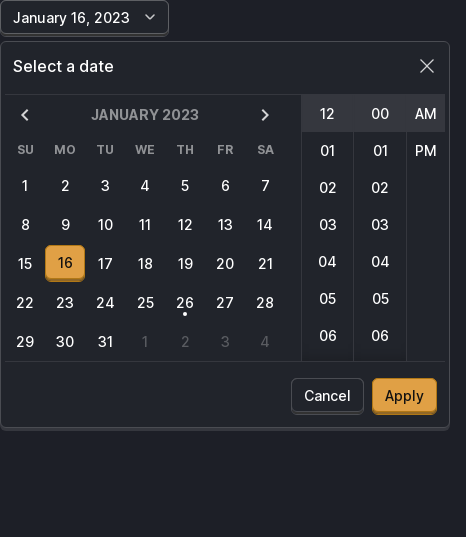 January 16, 2023
Select a date
JANUARY 2023
SU MO TU WE TH FR SA
1 2 3 4 5 6 7
8 9 10 11 12 13 14
15 16 17 18 19 20 21
22 23 24 25 26 27 28
29 30 31 1 2 3 4
12 00 AM
01 01 PM
02 02
03 03
04 04
05 05
06 06
Cancel Apply